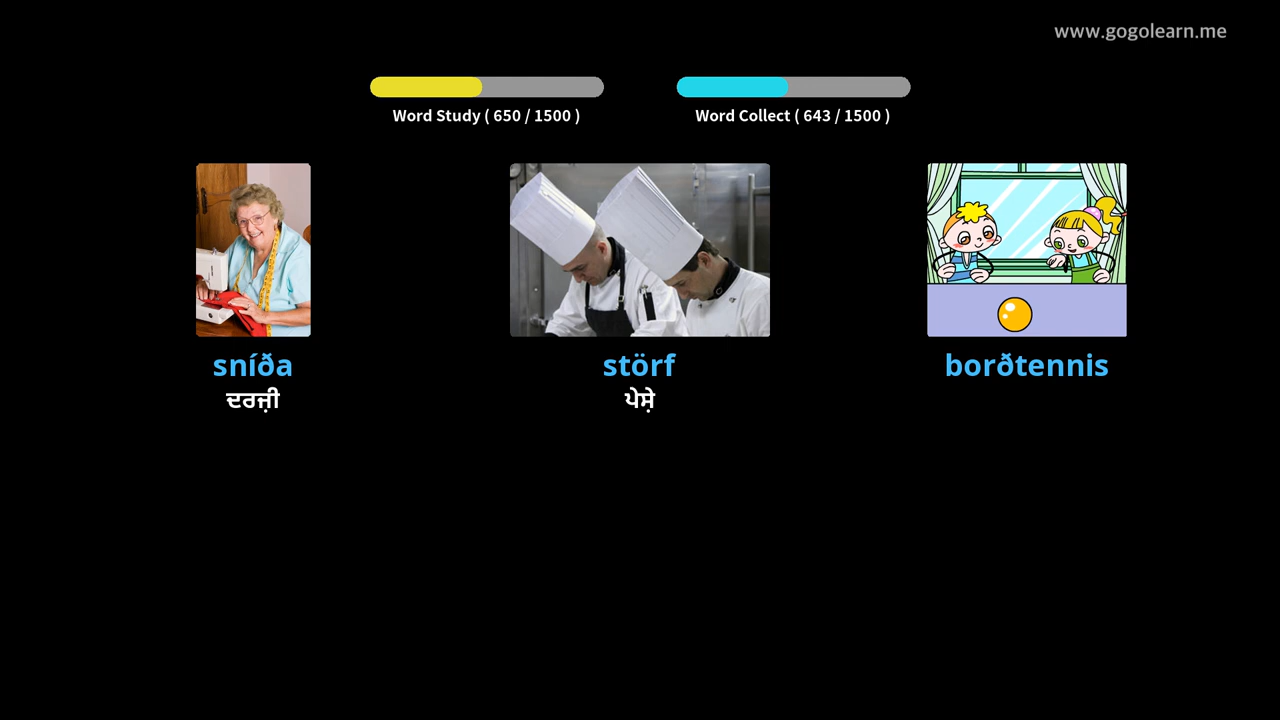 www.gogolearn.me
Word Study ( 650 / 1500 )
Word Collect ( 643 / 1500 )
sníða
störf
borðtennis
ਦਰਜ਼ੀ
ਪੇਸ਼ੇ